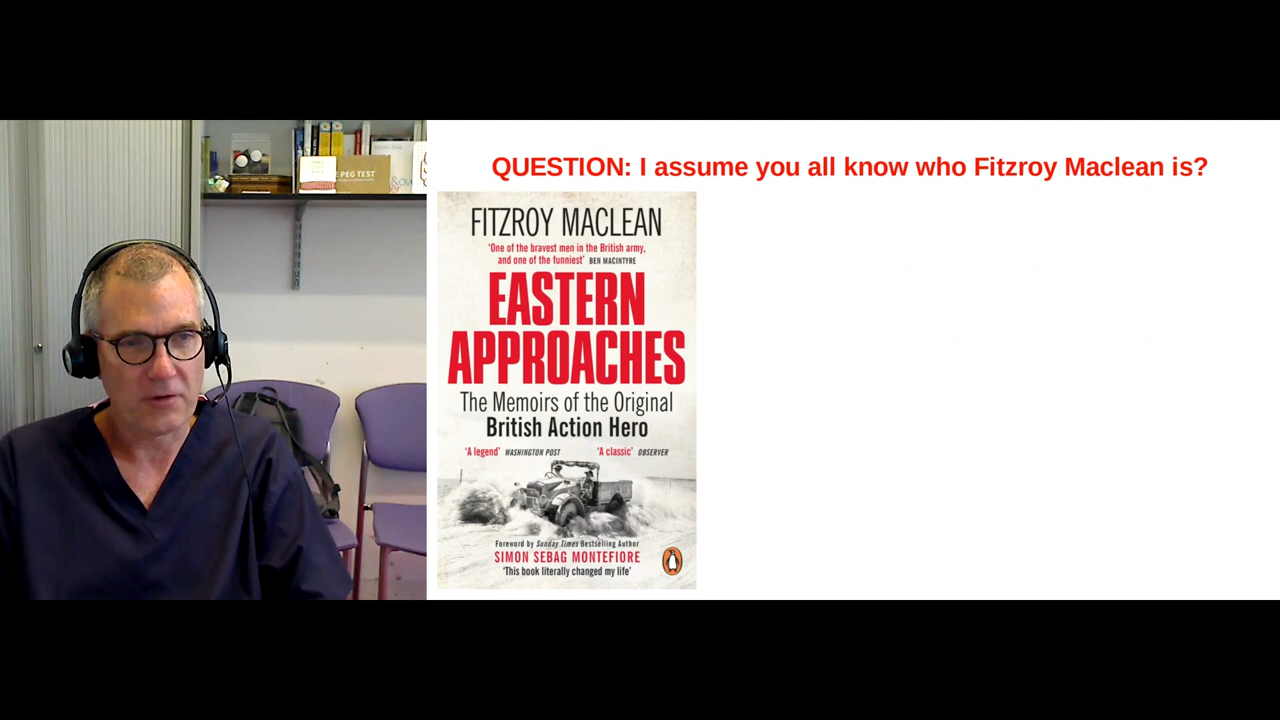 QUESTION: I assume you all know who Fitzroy Maclean is?
FITZROY MACLEAN
'One of the bravest men in the British army,
and one of the funniest' BEN MACINTYRE
EASTERN
APPROACHES
The Memoirs of the Original
British Action Hero
'A legend' WASHINGTON POST 'A classic' OBSERVER
Foreword by Sunday Times Bestselling Author
SIMON SEBAG MONTEFIORE
'This book literally changed my life'
PEG TEST